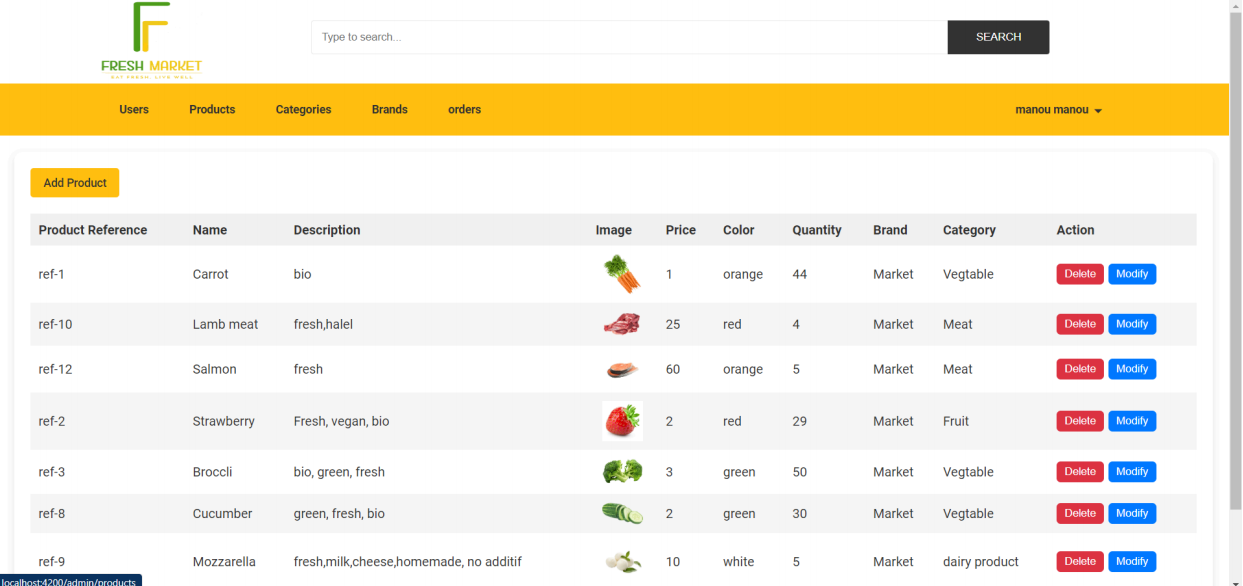 FRESH MARKET
EAT FRESH. LIVE WELL
Type to search...
SEARCH
Users Products Categories Brands orders manou manou
Add Product
Product Reference Name Description Image Price Color Quantity Brand Category Action
ref-1 Carrot bio 1 orange 44 Market Vegtable Delete Modify
ref-10 Lamb meat fresh,halel 25 red 4 Market Meat Delete Modify
ref-12 Salmon fresh 60 orange 5 Market Meat Delete Modify
ref-2 Strawberry Fresh, vegan, bio 2 red 29 Market Fruit Delete Modify
ref-3 Broccli bio, green, fresh 3 green 50 Market Vegtable Delete Modify
ref-8 Cucumber green, fresh, bio 2 green 30 Market Vegtable Delete Modify
ref-9 Mozzarella fresh,milk,cheese,homemade, no additif 10 white 5 Market dairy product Delete Modify
localhost:4200/admin/products